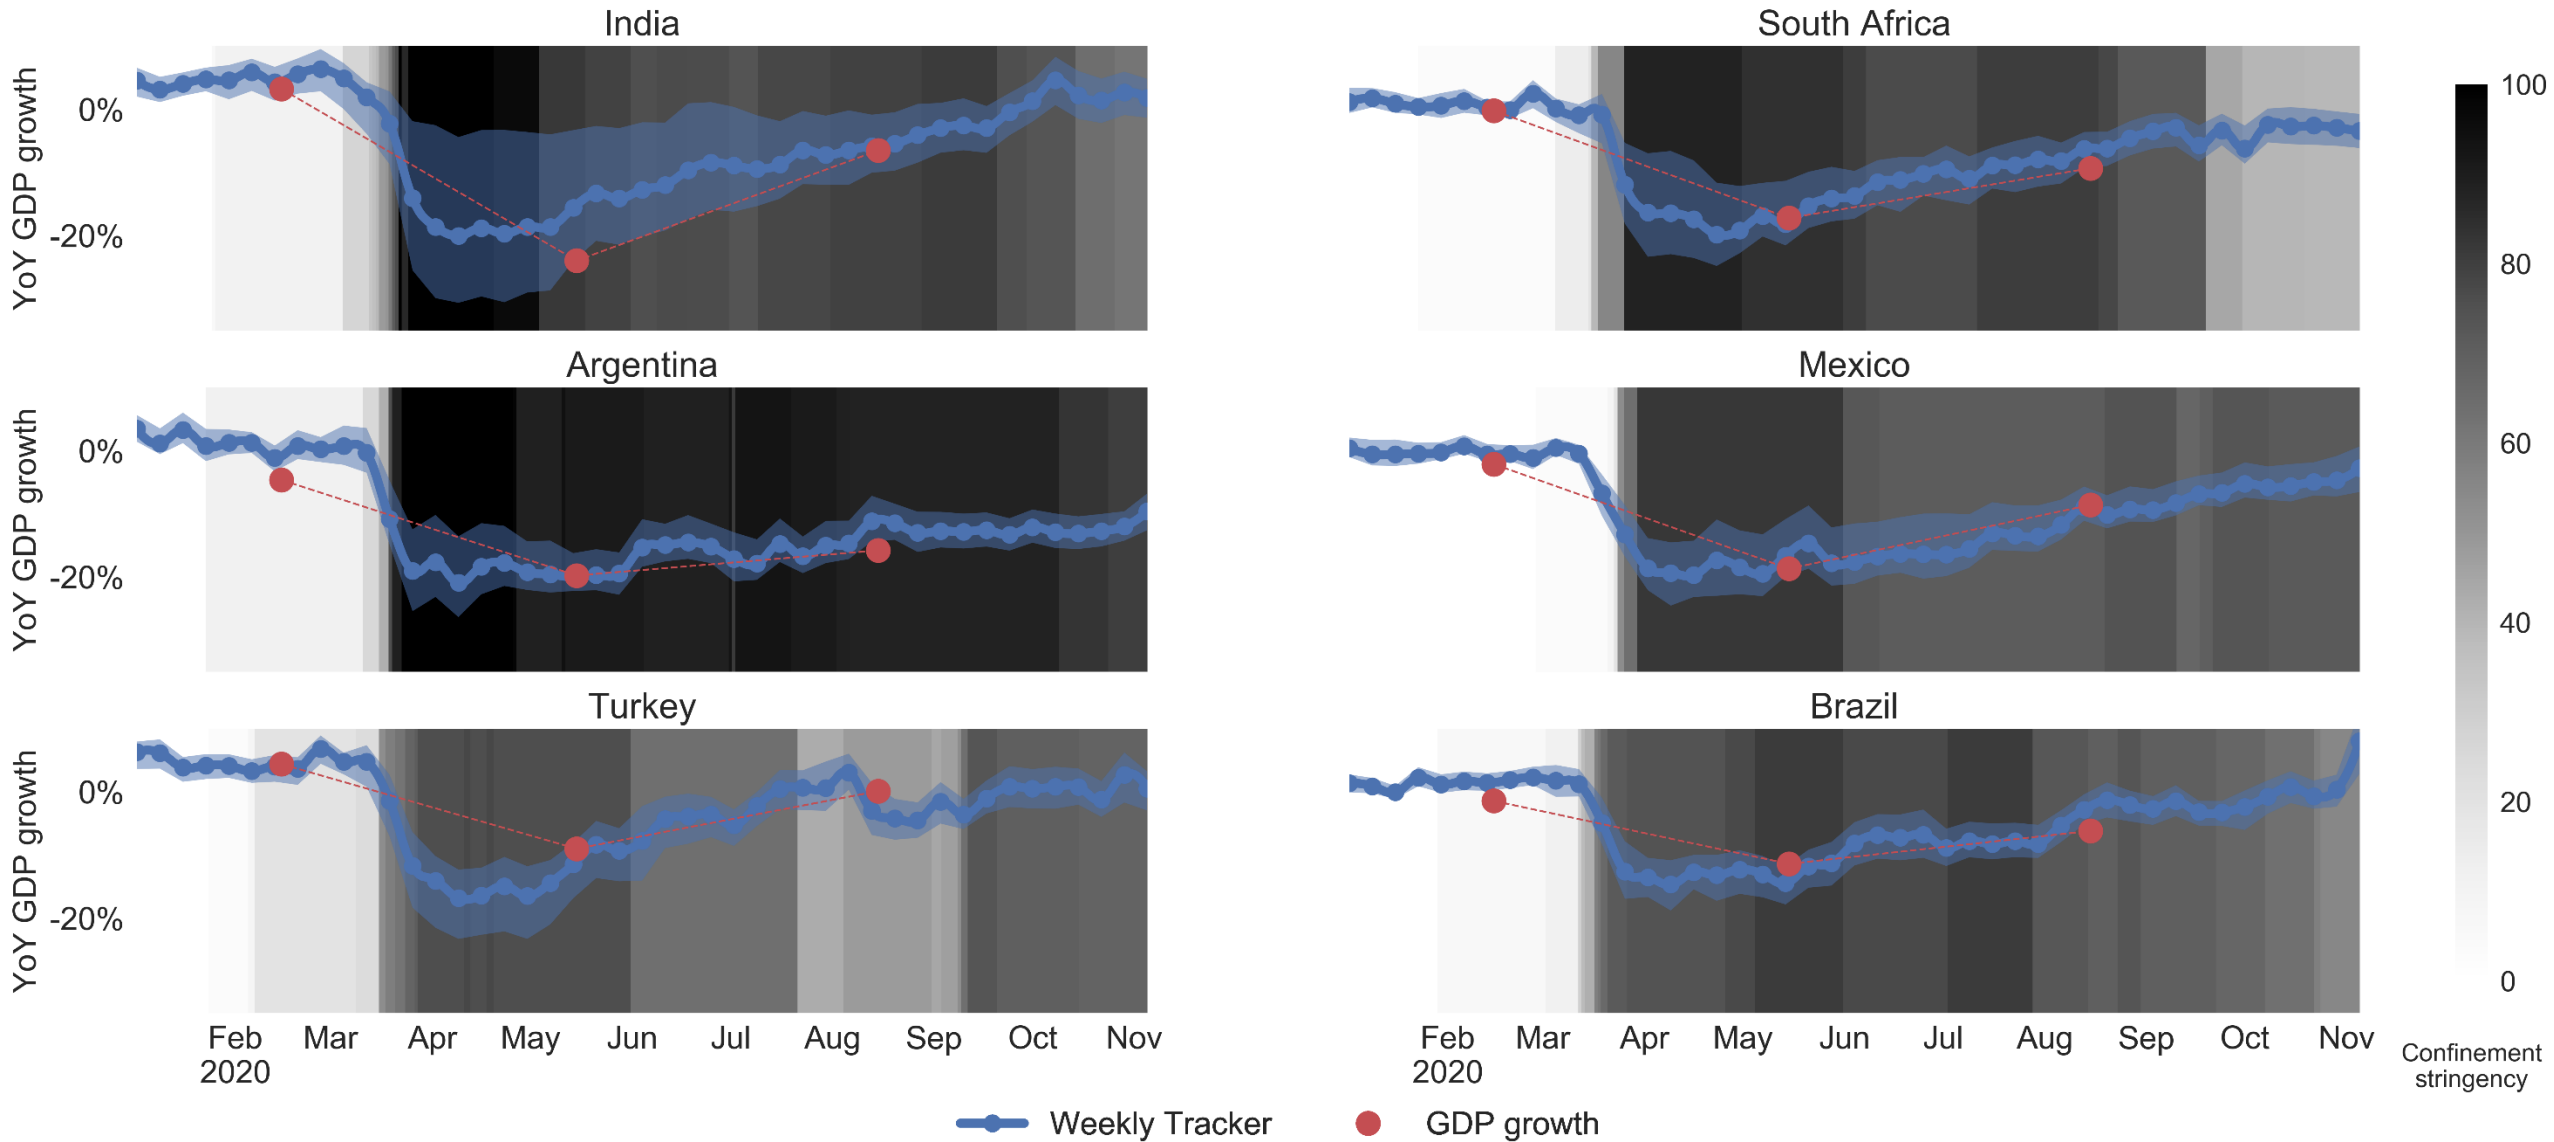 India
South Africa
YoY GDP growth
0%
-20%
Argentina
Mexico
YoY GDP growth
0%
-20%
Turkey
Brazil
YoY GDP growth
0%
-20%
Feb Mar Apr May Jun Jul Aug Sep Oct Nov
2020
Feb Mar Apr May Jun Jul Aug Sep Oct Nov
2020
100
80
60
40
20
0
Confinement
stringency
Weekly Tracker
GDP growth